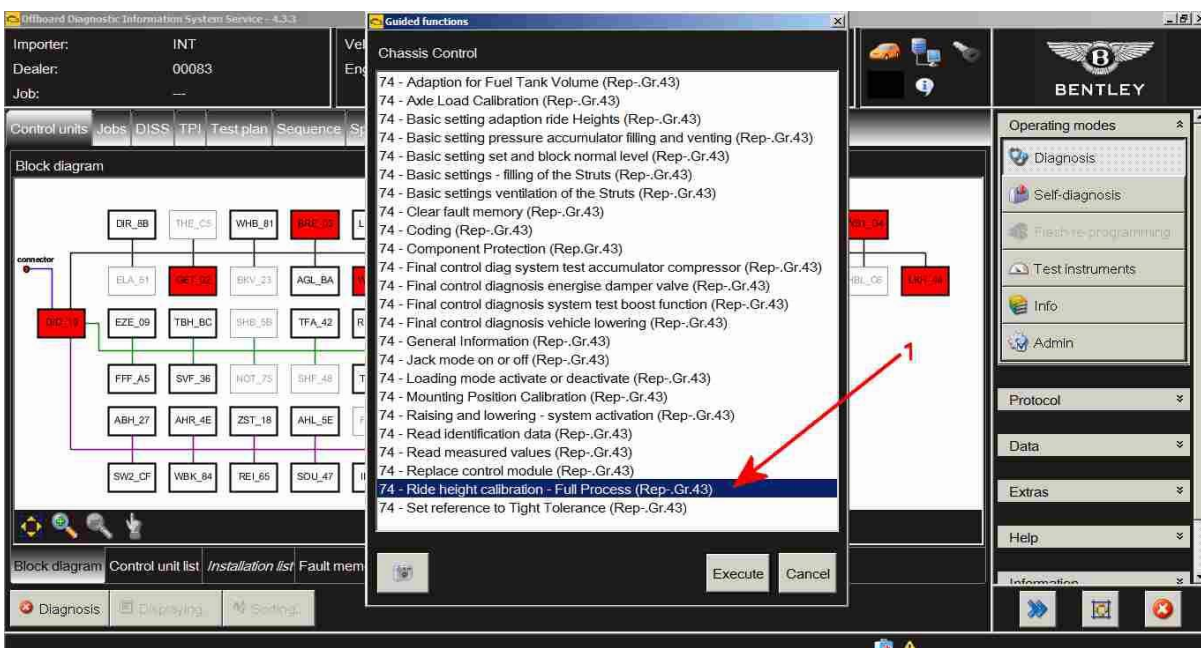 Offboard Diagnostic Information System Service - 4.3.3
Importer: INT
Dealer: 00083
Job: ---
Control units Jobs DISS TPI Test plan Sequence
Block diagram
DIR_8B THE_C5 WHB_81
connector
ELA_51 BKV_23 AGL_BA
EZE_09 TBH_BC SHB_5B TFA_42
FFF_A5 SVF_36 NOT_75 SHF_48
ABH_27 AHR_4E ZST_18 AHL_5E
SW2_CF WBK_84 REI_65 SOU_47
Block diagram Control unit list Installation list Fault mem
Diagnosis Displaying... Sorting...
Guided functions
Chassis Control
74 - Adaption for Fuel Tank Volume (Rep-.Gr.43)
74 - Axle Load Calibration (Rep-.Gr.43)
74 - Basic setting adaption ride Heights (Rep-.Gr.43)
74 - Basic setting pressure accumulator filling and venting (Rep-.Gr.43)
74 - Basic setting set and block normal level (Rep-.Gr.43)
74 - Basic settings - filling of the Struts (Rep-.Gr.43)
74 - Basic settings ventilation of the Struts (Rep-.Gr.43)
74 - Clear fault memory (Rep-.Gr.43)
74 - Coding (Rep-.Gr.43)
74 - Component Protection (Rep.Gr.43)
74 - Final control diag system test accumulator compressor (Rep-.Gr.43)
74 - Final control diagnosis energise damper valve (Rep-.Gr.43)
74 - Final control diagnosis system test boost function (Rep-.Gr.43)
74 - Final control diagnosis vehicle lowering (Rep-.Gr.43)
74 - General Information (Rep-.Gr.43)
74 - Jack mode on or off (Rep-.Gr.43)
74 - Loading mode activate or deactivate (Rep-.Gr.43)
74 - Mounting Position Calibration (Rep-.Gr.43)
74 - Raising and lowering - system activation (Rep-.Gr.43)
74 - Read identification data (Rep-.Gr.43)
74 - Read measured values (Rep-.Gr.43)
74 - Replace control module (Rep-.Gr.43)
74 - Ride height calibration - Full Process (Rep-.Gr.43)
74 - Set reference to Tight Tolerance (Rep-.Gr.43)
Execute Cancel
1
BENTLEY
Operating modes
Diagnosis
Self-diagnosis
Flash re-programming
Test instruments
Info
Admin
Protocol
Data
Extras
Help
Information